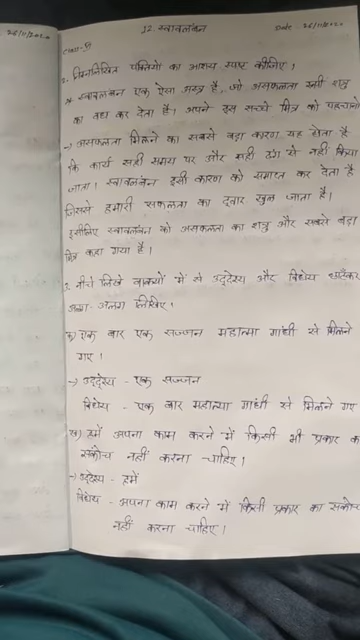 26/11/2020
12. स्वावलंबन
Date 26/11/2020
Class- 5th
1. निम्नलिखित पंक्तियों का आशय स्पष्ट कीजिए।
* स्वावलंबन एक ऐसा अस्त्र है, जो असफलता रूपी शत्रु
का वध कर देता है। अपने इस सच्चे मित्र को पहचानो
→ असफलता मिलने का सबसे बड़ा कारण यह होता है
कि कार्य सही समय पर और सही ढंग से नहीं किया
जाता। स्वावलंबन इसी कारण को समाप्त कर देता है
जिससे हमारी सफलता का द्वार खुल जाता है।
इसीलिए स्वावलंबन को असफलता का शत्रु और सबसे बड़ा
मित्र कहा गया है।
2. नीचे लिखे वाक्यों में से उद्देश्य और विधेय छाँटकर
अलग-अलग लिखिए।
क) एक बार एक सज्जन महात्मा गांधी से मिलने
गए।
→ उद्देश्य - एक सज्जन
विधेय - एक बार महात्मा गांधी से मिलने गए
ख) हमें अपना काम करने में किसी भी प्रकार का
संकोच नहीं करना चाहिए।
→ उद्देश्य - हमें
विधेय - अपना काम करने में किसी प्रकार का संकोच
नहीं करना चाहिए।